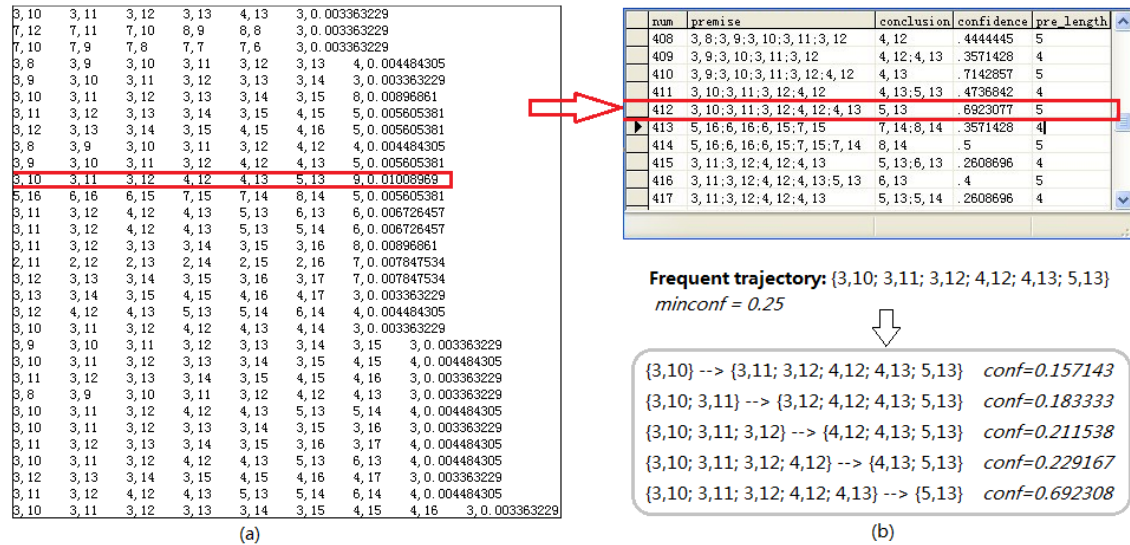 3, 10 3, 11 3, 12 3, 13 4, 13 3, 0.003363229
7, 12 7, 11 7, 10 8, 9 8, 8 3, 0.003363229
7, 10 7, 9 7, 8 7, 7 7, 6 3, 0.003363229
3, 8 3, 9 3, 10 3, 11 3, 12 3, 13 4, 0.004484305
3, 9 3, 10 3, 11 3, 12 3, 13 3, 14 3, 0.003363229
3, 10 3, 11 3, 12 3, 13 3, 14 3, 15 8, 0.00896861
3, 11 3, 12 3, 13 3, 14 3, 15 4, 15 5, 0.005605381
3, 12 3, 13 3, 14 3, 15 4, 15 4, 16 5, 0.005605381
3, 8 3, 9 3, 10 3, 11 3, 12 4, 12 4, 0.004484305
3, 9 3, 10 3, 11 3, 12 4, 12 4, 13 5, 0.005605381
3, 10 3, 11 3, 12 4, 12 4, 13 5, 13 9, 0.01008969
5, 16 6, 16 6, 15 7, 15 7, 14 8, 14 5, 0.005605381
3, 11 3, 12 4, 12 4, 13 5, 13 6, 13 6, 0.006726457
3, 11 3, 12 4, 12 4, 13 5, 13 5, 14 6, 0.006726457
3, 11 3, 12 3, 13 3, 14 3, 15 3, 16 8, 0.00896861
2, 11 2, 12 2, 13 2, 14 2, 15 2, 16 7, 0.007847534
3, 12 3, 13 3, 14 3, 15 3, 16 3, 17 7, 0.007847534
3, 13 3, 14 3, 15 4, 15 4, 16 4, 17 3, 0.003363229
3, 12 4, 12 4, 13 5, 13 5, 14 6, 14 4, 0.004484305
3, 10 3, 11 3, 12 4, 12 4, 13 4, 14 3, 0.003363229
3, 9 3, 10 3, 11 3, 12 3, 13 3, 14 3, 15 3, 0.003363229
3, 10 3, 11 3, 12 3, 13 3, 14 3, 15 4, 15 4, 0.004484305
3, 11 3, 12 3, 13 3, 14 3, 15 4, 15 4, 16 3, 0.003363229
3, 8 3, 9 3, 10 3, 11 3, 12 4, 12 4, 13 3, 0.003363229
3, 10 3, 11 3, 12 4, 12 4, 13 5, 13 5, 14 4, 0.004484305
3, 10 3, 11 3, 12 3, 13 3, 14 3, 15 3, 16 3, 0.003363229
3, 11 3, 12 3, 13 3, 14 3, 15 3, 16 3, 17 4, 0.004484305
3, 10 3, 11 3, 12 4, 12 4, 13 5, 13 6, 13 4, 0.004484305
3, 12 3, 13 3, 14 3, 15 4, 15 4, 16 4, 17 3, 0.003363229
3, 11 3, 12 4, 12 4, 13 5, 13 5, 14 6, 14 4, 0.004484305
3, 10 3, 11 3, 12 3, 13 3, 14 3, 15 4, 15 4, 16 3, 0.003363229
(a)
num premise conclusion confidence pre_length
408 3, 8;3, 9;3, 10;3, 11;3, 12 4, 12 .4444445 5
409 3, 9;3, 10;3, 11;3, 12 4, 12;4, 13 .3571428 4
410 3, 9;3, 10;3, 11;3, 12;4, 12 4, 13 .7142857 5
411 3, 10;3, 11;3, 12;4, 12 4, 13;5, 13 .4736842 4
412 3, 10;3, 11;3, 12;4, 12;4, 13 5, 13 .6923077 5
413 5, 16;6, 16;6, 15;7, 15 7, 14;8, 14 .3571428 4
414 5, 16;6, 16;6, 15;7, 15;7, 14 8, 14 .5 5
415 3, 11;3, 12;4, 12;4, 13 5, 13;6, 13 .2608696 4
416 3, 11;3, 12;4, 12;4, 13;5, 13 6, 13 .4 5
417 3, 11;3, 12;4, 12;4, 13 5, 13;5, 14 .2608696 4
Frequent trajectory: {3,10; 3,11; 3,12; 4,12; 4,13; 5,13}
minconf = 0.25
{3,10} --> {3,11; 3,12; 4,12; 4,13; 5,13} conf=0.157143
{3,10; 3,11} --> {3,12; 4,12; 4,13; 5,13} conf=0.183333
{3,10; 3,11; 3,12} --> {4,12; 4,13; 5,13} conf=0.211538
{3,10; 3,11; 3,12; 4,12} --> {4,13; 5,13} conf=0.229167
{3,10; 3,11; 3,12; 4,12; 4,13} --> {5,13} conf=0.692308
(b)